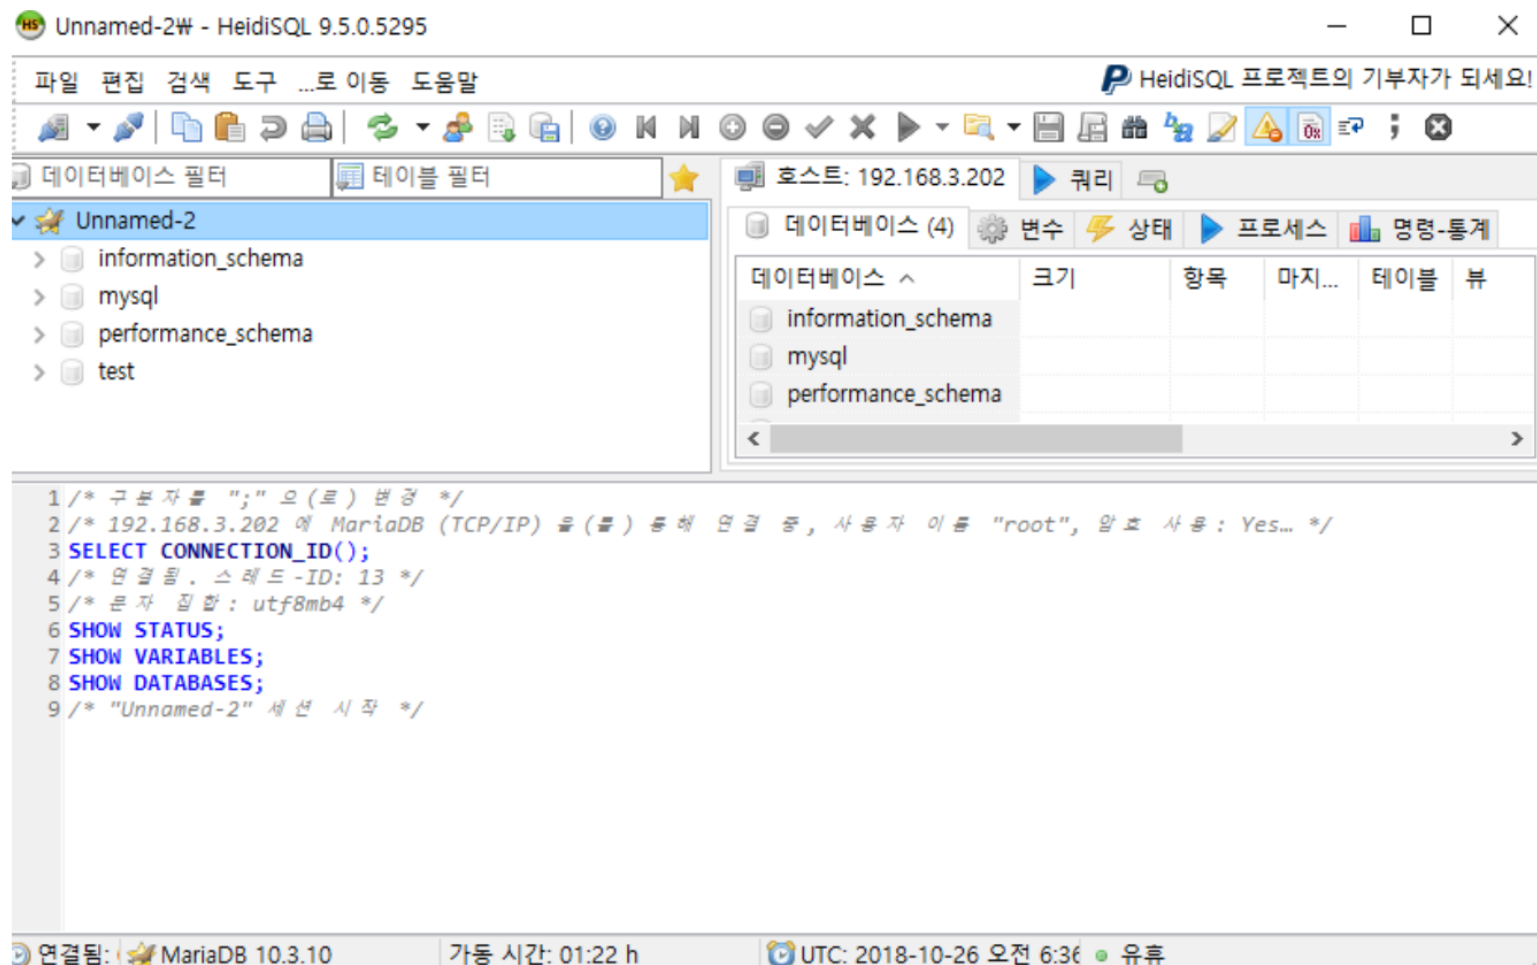 Unnamed-2₩ - HeidiSQL 9.5.0.5295
파일 편집 검색 도구 ...로 이동 도움말
HeidiSQL 프로젝트의 기부자가 되세요!
데이터베이스 필터 테이블 필터
호스트: 192.168.3.202 쿼리
Unnamed-2
information_schema
mysql
performance_schema
test
데이터베이스 (4) 변수 상태 프로세스 명령-통계
데이터베이스 크기 항목 마지... 테이블 뷰
information_schema
mysql
performance_schema
1 /* 구분자를 ";" 으(로) 변경 */
2 /* 192.168.3.202 에 MariaDB (TCP/IP) 을(를) 통해 연결 중, 사용자 이름 "root", 암호 사용: Yes… */
3 SELECT CONNECTION_ID();
4 /* 연결됨. 스레드-ID: 13 */
5 /* 문자 집합: utf8mb4 */
6 SHOW STATUS;
7 SHOW VARIABLES;
8 SHOW DATABASES;
9 /* "Unnamed-2" 세션 시작 */
연결됨: MariaDB 10.3.10 가동 시간: 01:22 h UTC: 2018-10-26 오전 6:36 유휴